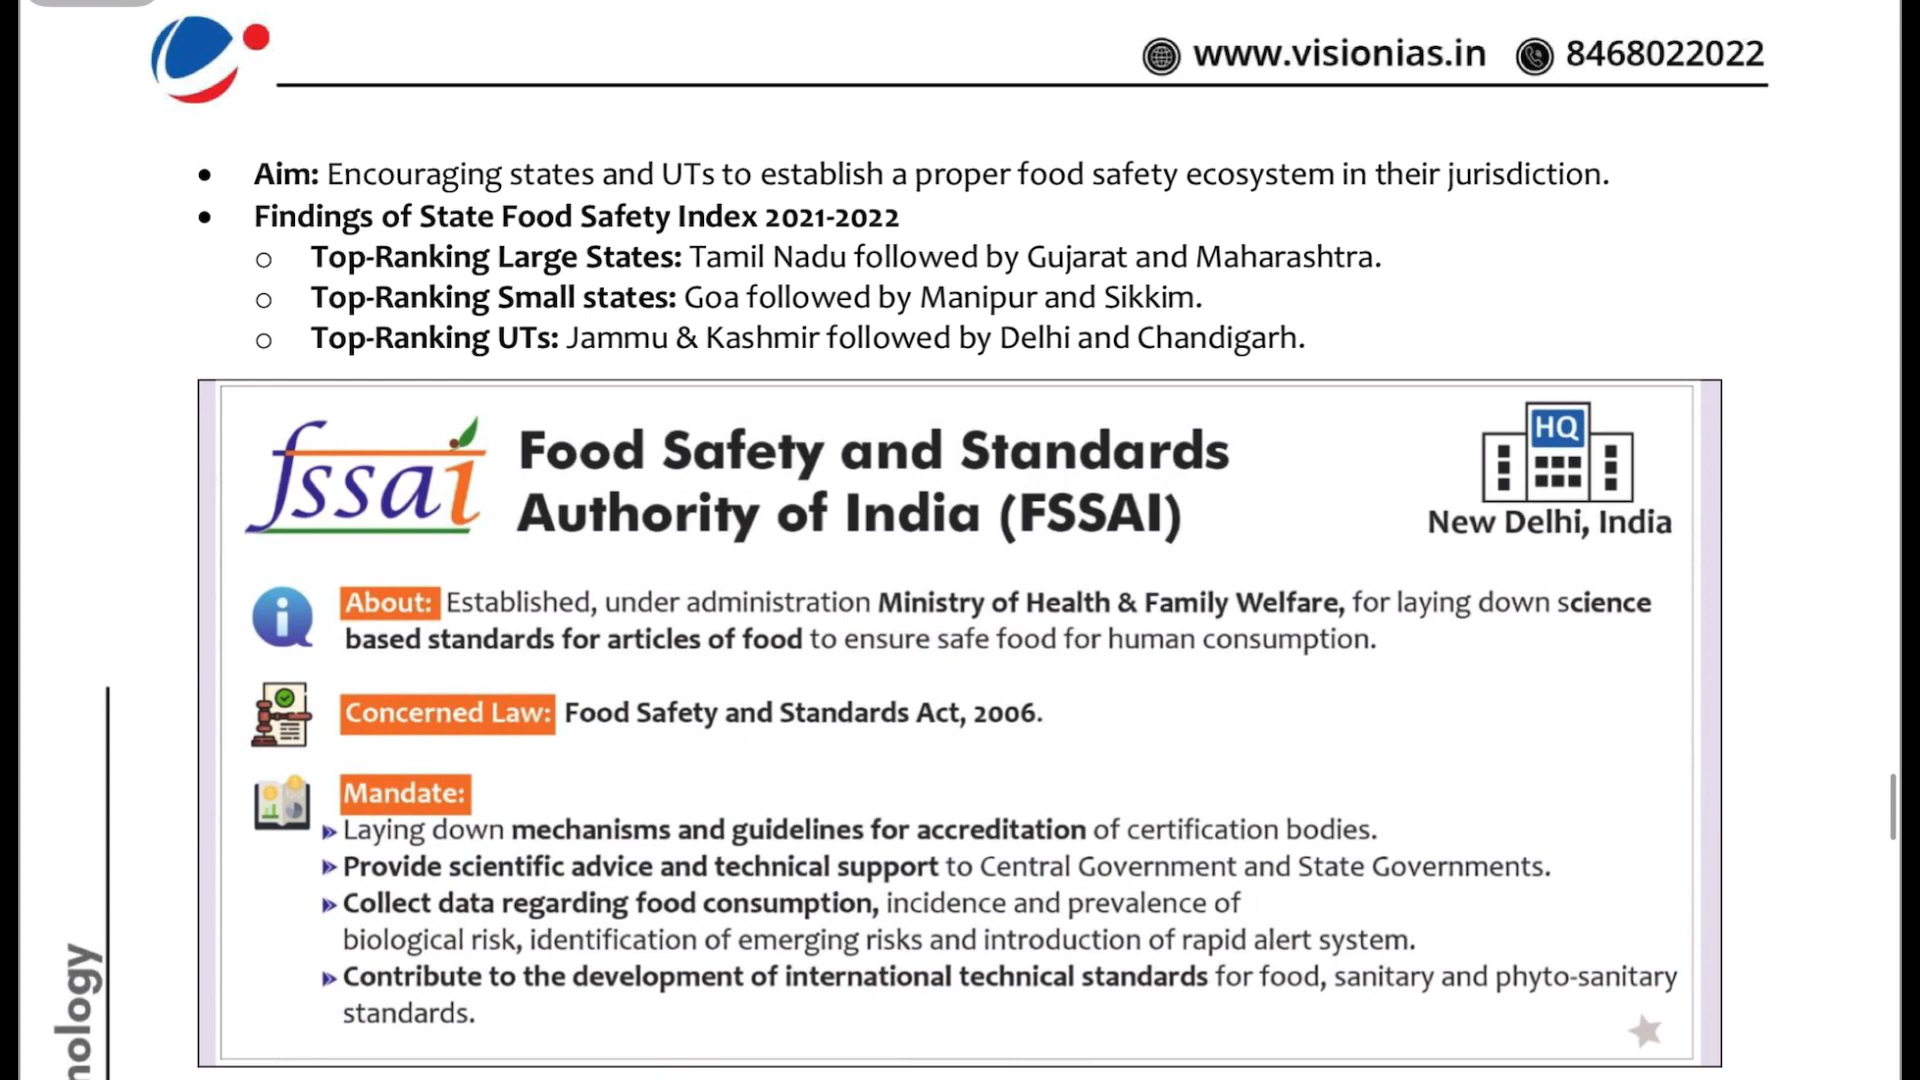 www.visionias.in 8468022022
• Aim: Encouraging states and UTs to establish a proper food safety ecosystem in their jurisdiction.
• Findings of State Food Safety Index 2021-2022
o Top-Ranking Large States: Tamil Nadu followed by Gujarat and Maharashtra.
o Top-Ranking Small states: Goa followed by Manipur and Sikkim.
o Top-Ranking UTs: Jammu & Kashmir followed by Delhi and Chandigarh.
fssai
Food Safety and Standards
Authority of India (FSSAI)
HQ
New Delhi, India
About: Established, under administration Ministry of Health & Family Welfare, for laying down science
based standards for articles of food to ensure safe food for human consumption.
Concerned Law: Food Safety and Standards Act, 2006.
Mandate:
Laying down mechanisms and guidelines for accreditation of certification bodies.
Provide scientific advice and technical support to Central Government and State Governments.
Collect data regarding food consumption, incidence and prevalence of
biological risk, identification of emerging risks and introduction of rapid alert system.
Contribute to the development of international technical standards for food, sanitary and phyto-sanitary
standards.
nology